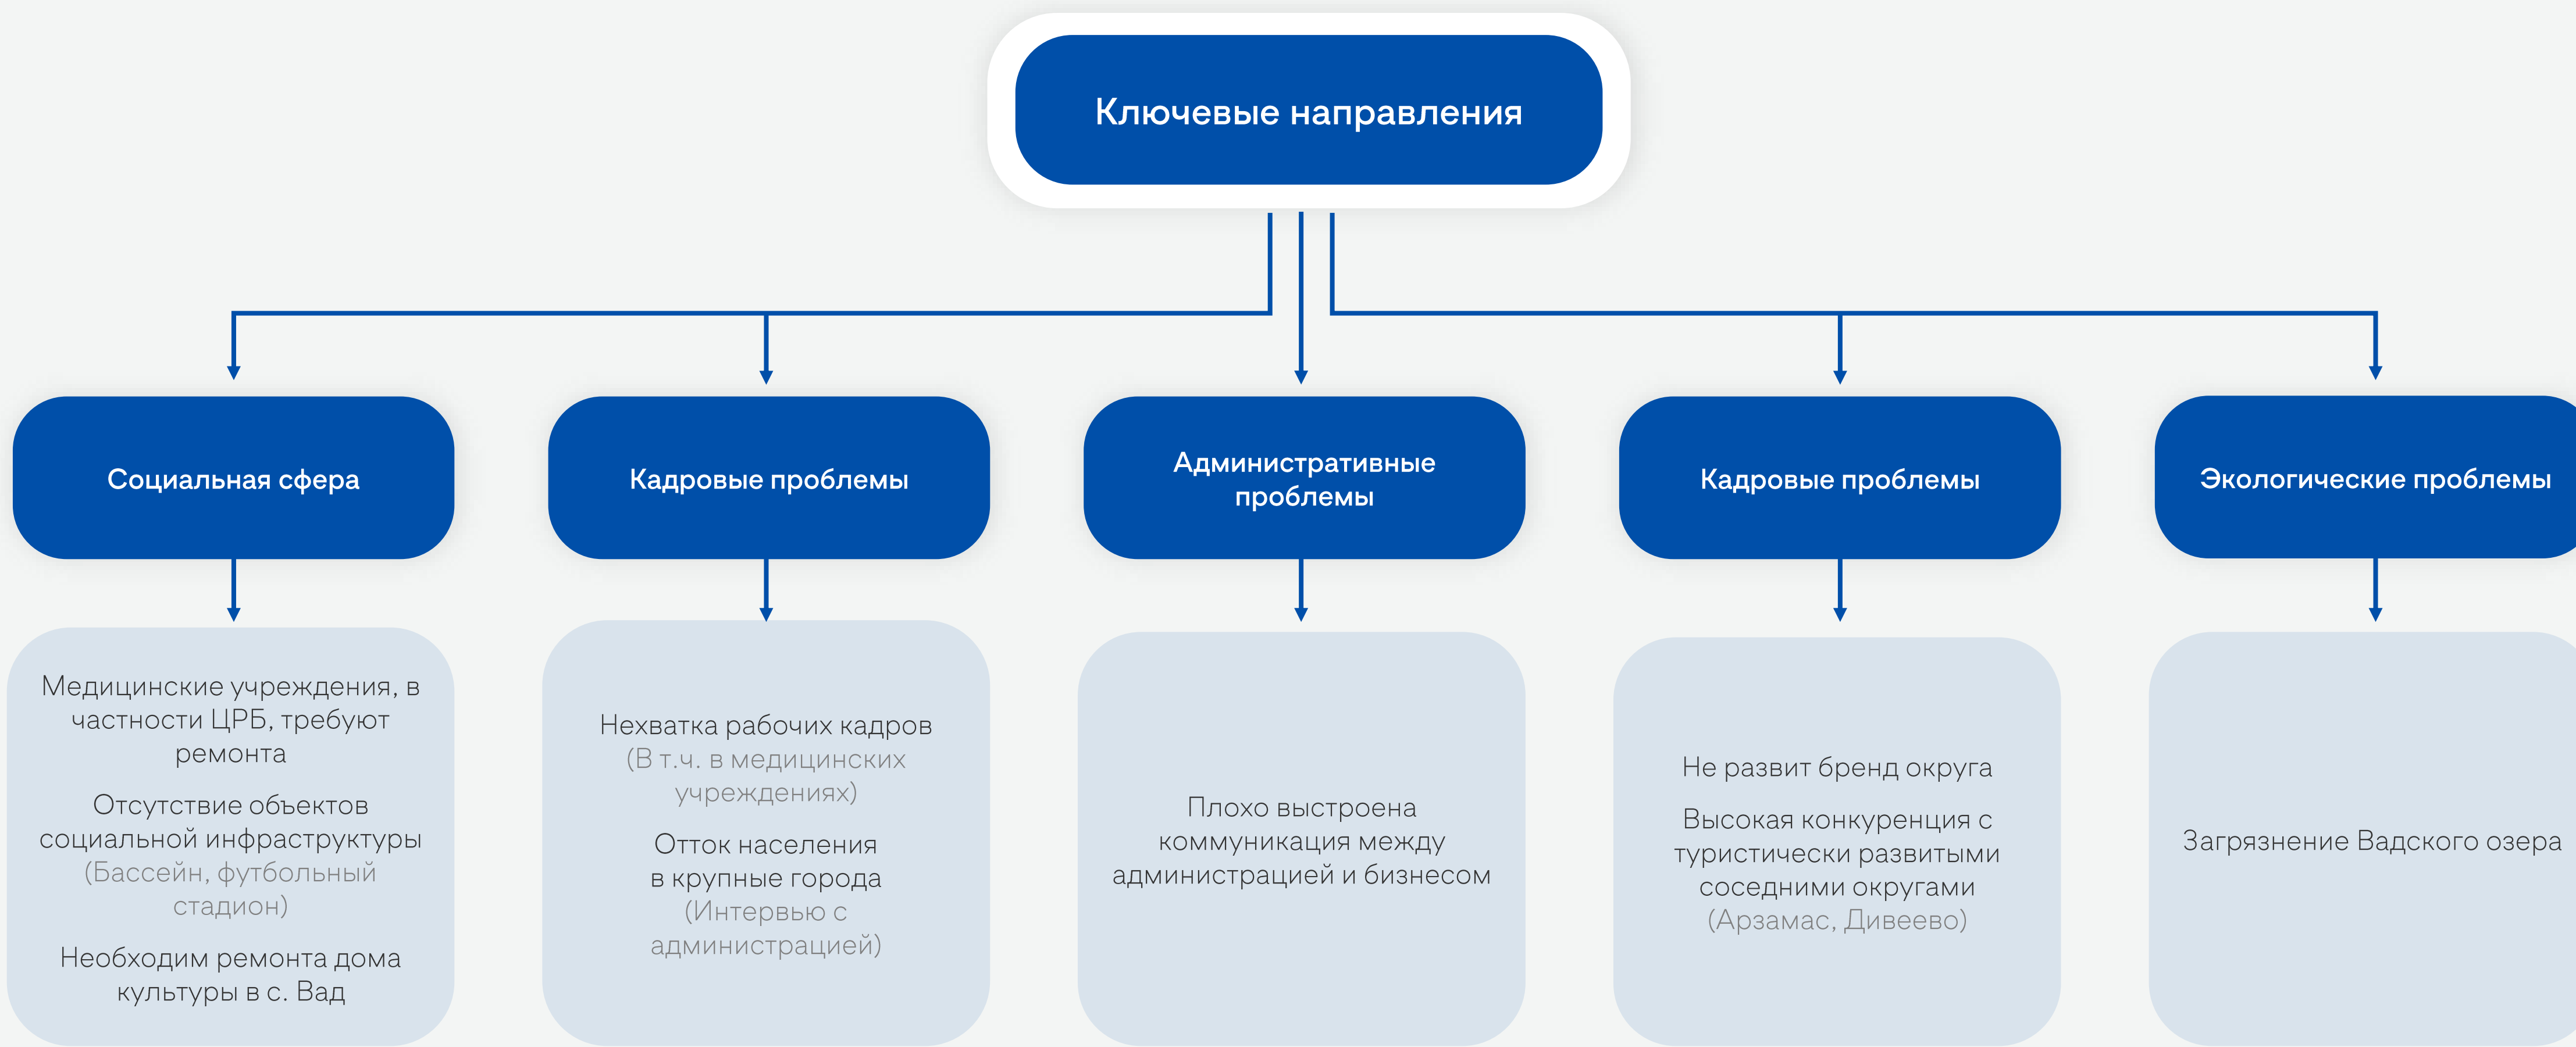 Ключевые направления
Социальная сфера
Кадровые проблемы
Административные
проблемы
Кадровые проблемы
Экологические проблемы
Медицинские учреждения, в
частности ЦРБ, требуют
ремонта
Отсутствие объектов
социальной инфраструктуры
(Бассейн, футбольный
стадион)
Необходим ремонта дома
культуры в с. Вад
Нехватка рабочих кадров
(В т.ч. в медицинских
учреждениях)
Отток населения
в крупные города
(Интервью с
администрацией)
Плохо выстроена
коммуникация между
администрацией и бизнесом
Не развит бренд округа
Высокая конкуренция с
туристически развитыми
соседними округами
(Арзамас, Дивеево)
Загрязнение Вадского озера